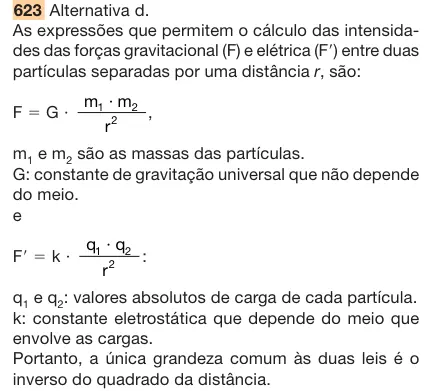 623 Alternativa d.
As expressões que permitem o cálculo das intensida-
des das forças gravitacional (F) e elétrica (F′) entre duas
partículas separadas por uma distância r, são:
F = G · m₁ · m₂ / r²,
m₁ e m₂ são as massas das partículas.
G: constante de gravitação universal que não depende
do meio.
e
F′ = k · q₁ · q₂ / r² :
q₁ e q₂: valores absolutos de carga de cada partícula.
k: constante eletrostática que depende do meio que
envolve as cargas.
Portanto, a única grandeza comum às duas leis é o
inverso do quadrado da distância.